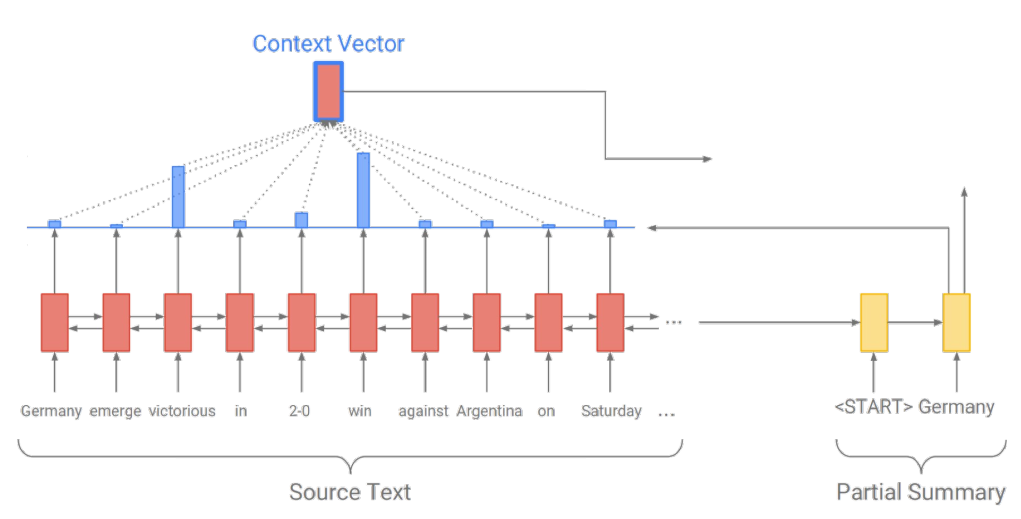 Context Vector
...
Germany emerge victorious in 2-0 win against Argentina on Saturday ...
<START> Germany
Source Text
Partial Summary